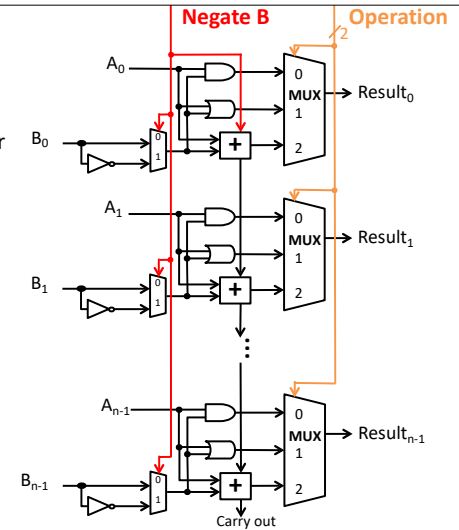 Negate B Operation
2
A0
0
MUX
1
2
Result0
r
B0
0
1
+
A1
0
MUX
1
2
Result1
B1
0
1
+
...
An-1
0
MUX
1
2
Resultn-1
Bn-1
0
1
+
Carry out